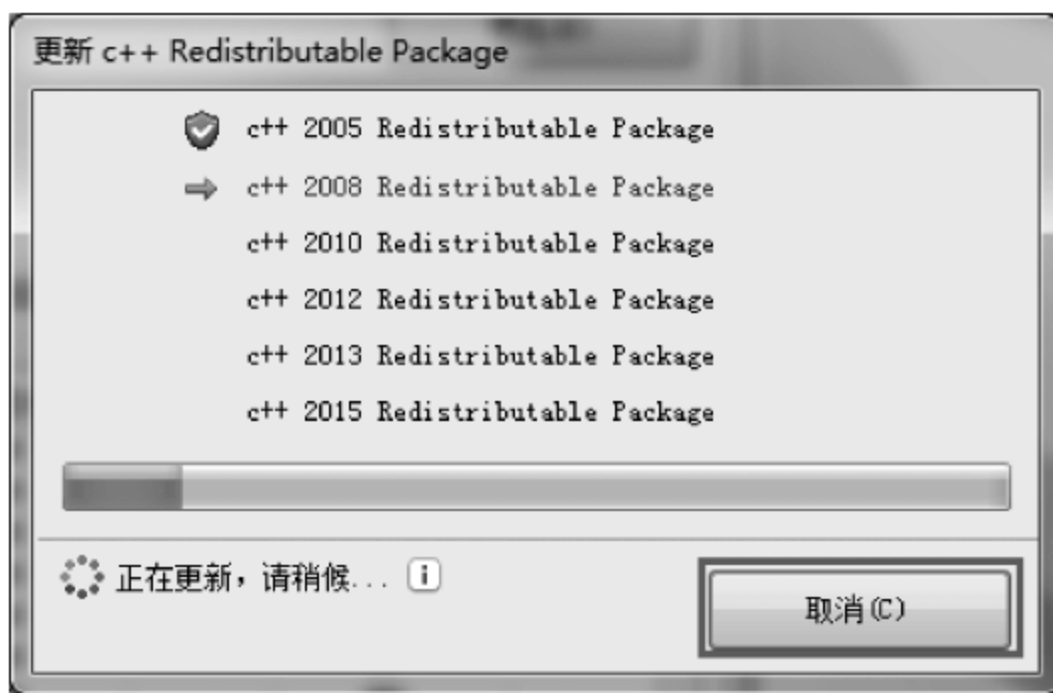 更新 c++ Redistributable Package
c++ 2005 Redistributable Package
c++ 2008 Redistributable Package
c++ 2010 Redistributable Package
c++ 2012 Redistributable Package
c++ 2013 Redistributable Package
c++ 2015 Redistributable Package
正在更新，请稍候... i
取消(C)